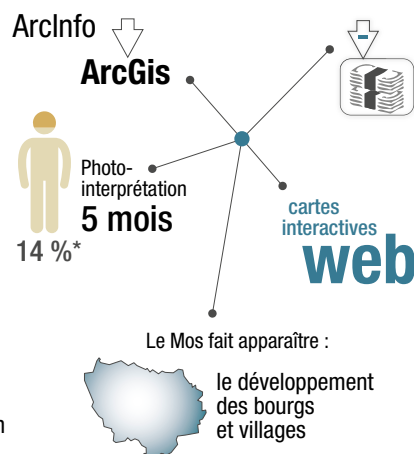 ArcInfo
ArcGis
-
Photo-
interprétation
5 mois
14 %*
cartes
interactives
web
Le Mos fait apparaître :
le développement
des bourgs
et villages
n